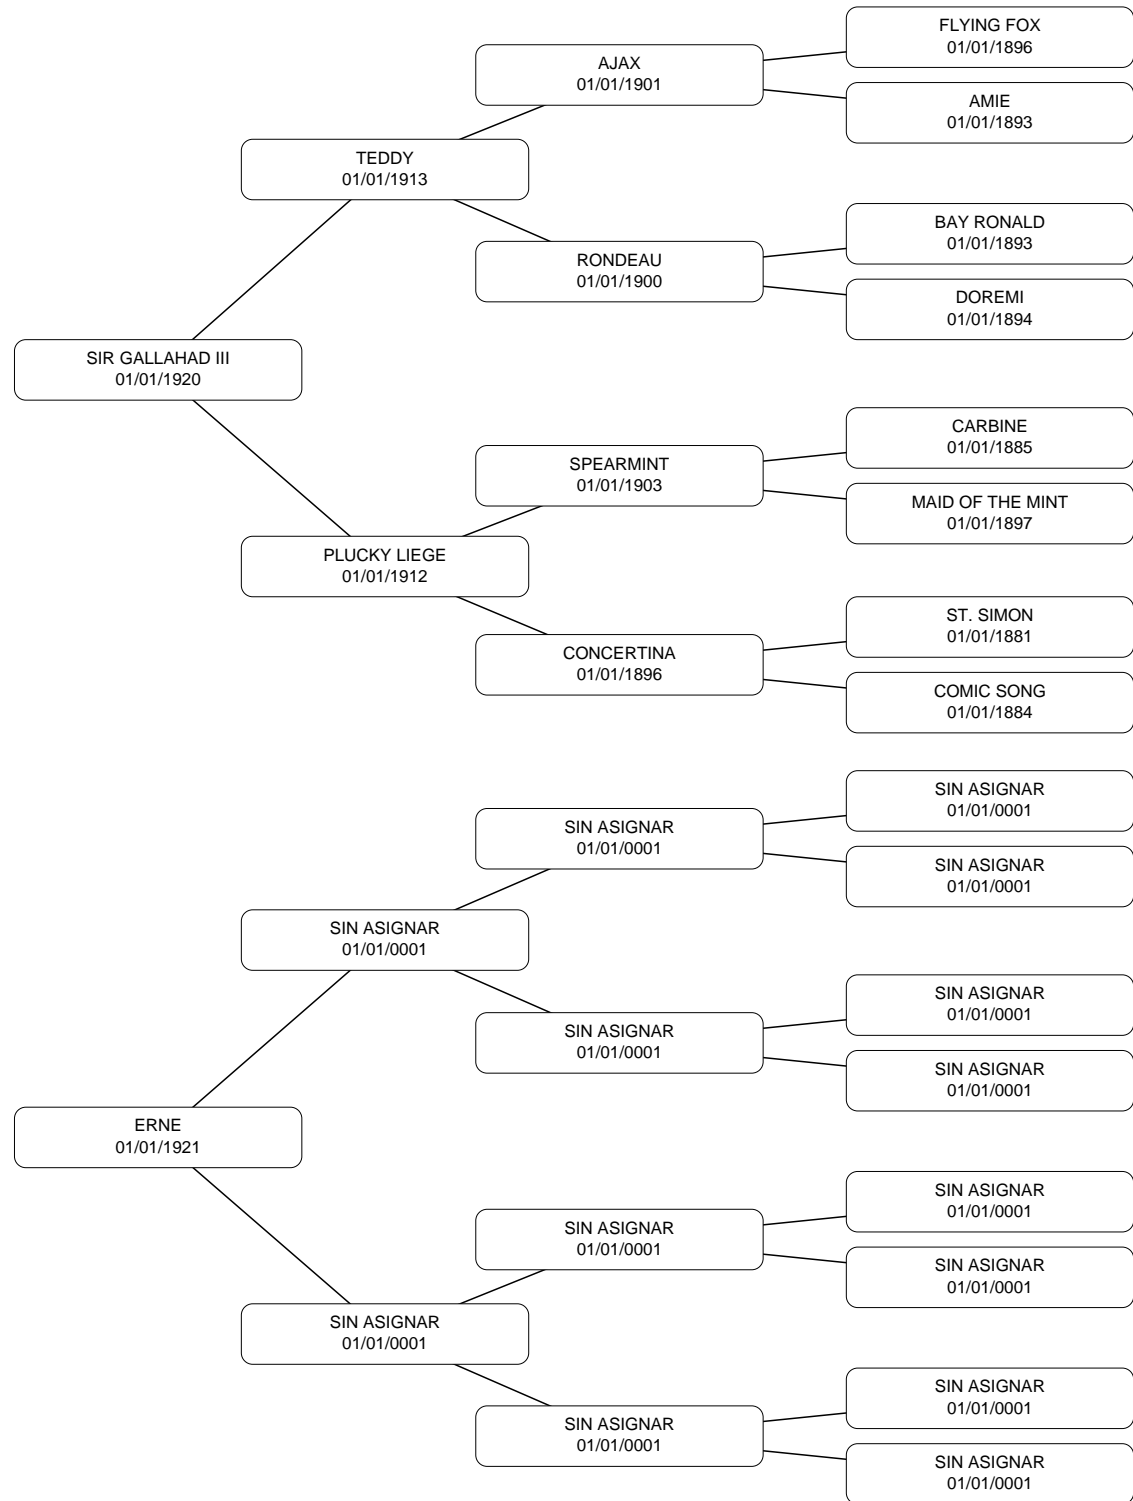 FLYING FOX
01/01/1896
AJAX
01/01/1901
AMIE
01/01/1893
TEDDY
01/01/1913
BAY RONALD
01/01/1893
RONDEAU
01/01/1900
DOREMI
01/01/1894
SIR GALLAHAD III
01/01/1920
CARBINE
01/01/1885
SPEARMINT
01/01/1903
MAID OF THE MINT
01/01/1897
PLUCKY LIEGE
01/01/1912
ST. SIMON
01/01/1881
CONCERTINA
01/01/1896
COMIC SONG
01/01/1884
SIN ASIGNAR
01/01/0001
SIN ASIGNAR
01/01/0001
SIN ASIGNAR
01/01/0001
SIN ASIGNAR
01/01/0001
SIN ASIGNAR
01/01/0001
SIN ASIGNAR
01/01/0001
SIN ASIGNAR
01/01/0001
ERNE
01/01/1921
SIN ASIGNAR
01/01/0001
SIN ASIGNAR
01/01/0001
SIN ASIGNAR
01/01/0001
SIN ASIGNAR
01/01/0001
SIN ASIGNAR
01/01/0001
SIN ASIGNAR
01/01/0001
SIN ASIGNAR
01/01/0001